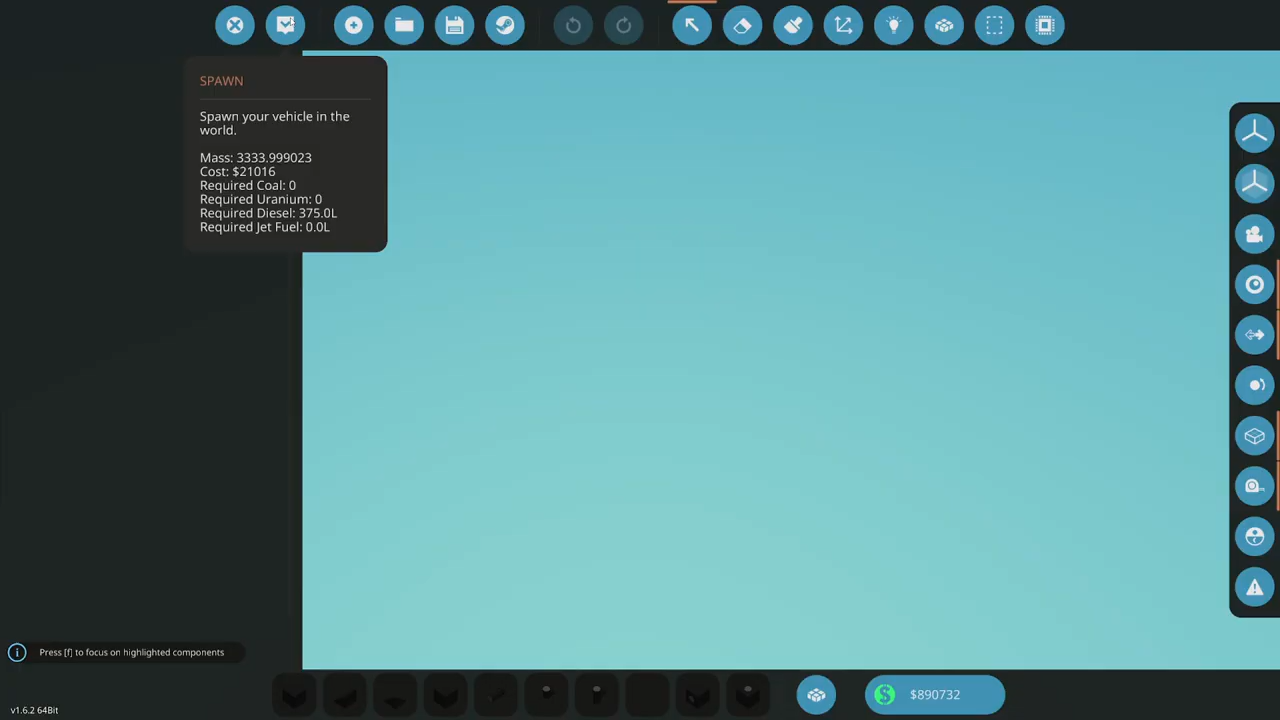 SPAWN
Spawn your vehicle in the
world.
Mass: 3333.999023
Cost: $21016
Required Coal: 0
Required Uranium: 0
Required Diesel: 375.0L
Required Jet Fuel: 0.0L
Press [f] to focus on highlighted components
$890732
v1.6.2 64Bit